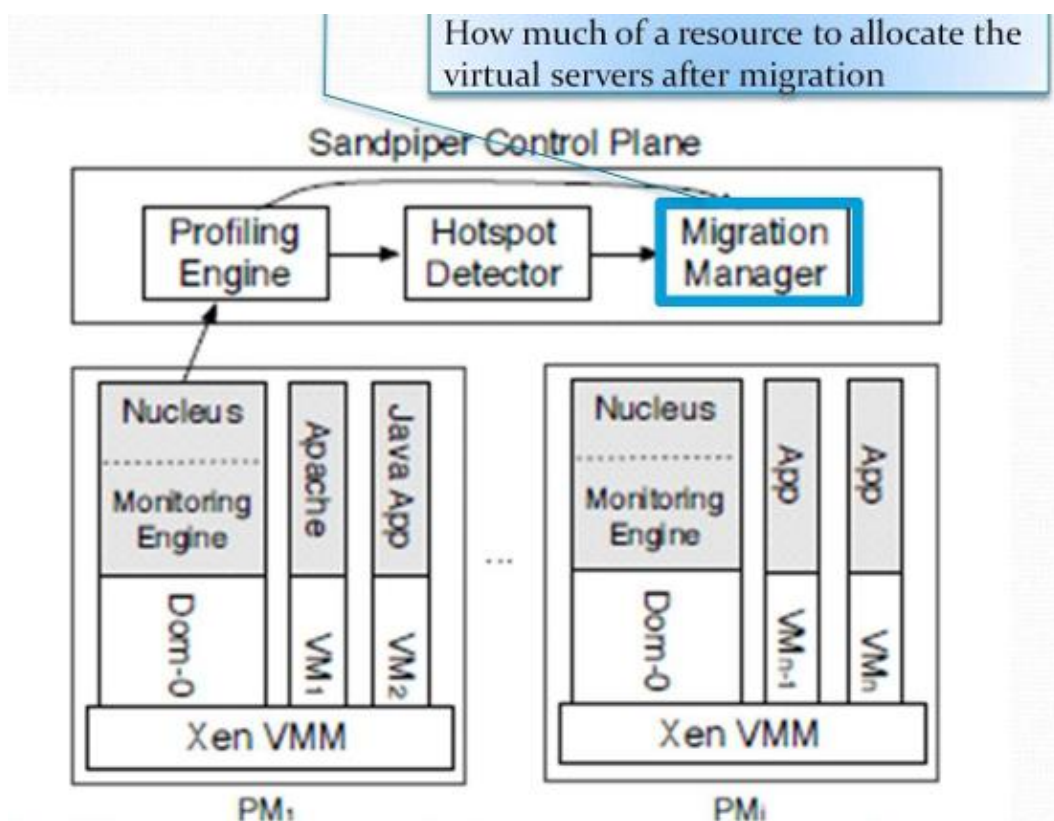 How much of a resource to allocate the
virtual servers after migration
Sandpiper Control Plane
Profiling
Engine
Hotspot
Detector
Migration
Manager
Nucleus
Monitoring
Engine
Dom-0
Apache
VM1
Java App
VM2
Xen VMM
PM1
...
Nucleus
Monitoring
Engine
Dom-0
App
VMn-1
App
VMn
Xen VMM
PMi